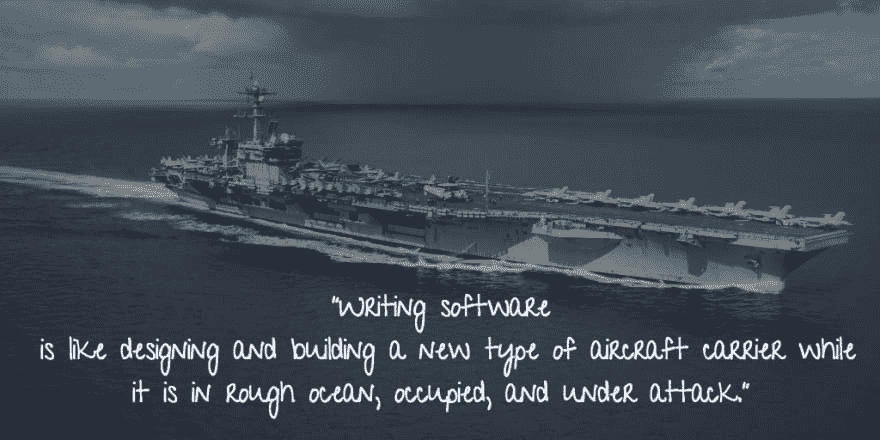 "Writing software
is like designing and building a new type of aircraft carrier while
it is in rough ocean, occupied, and under attack."